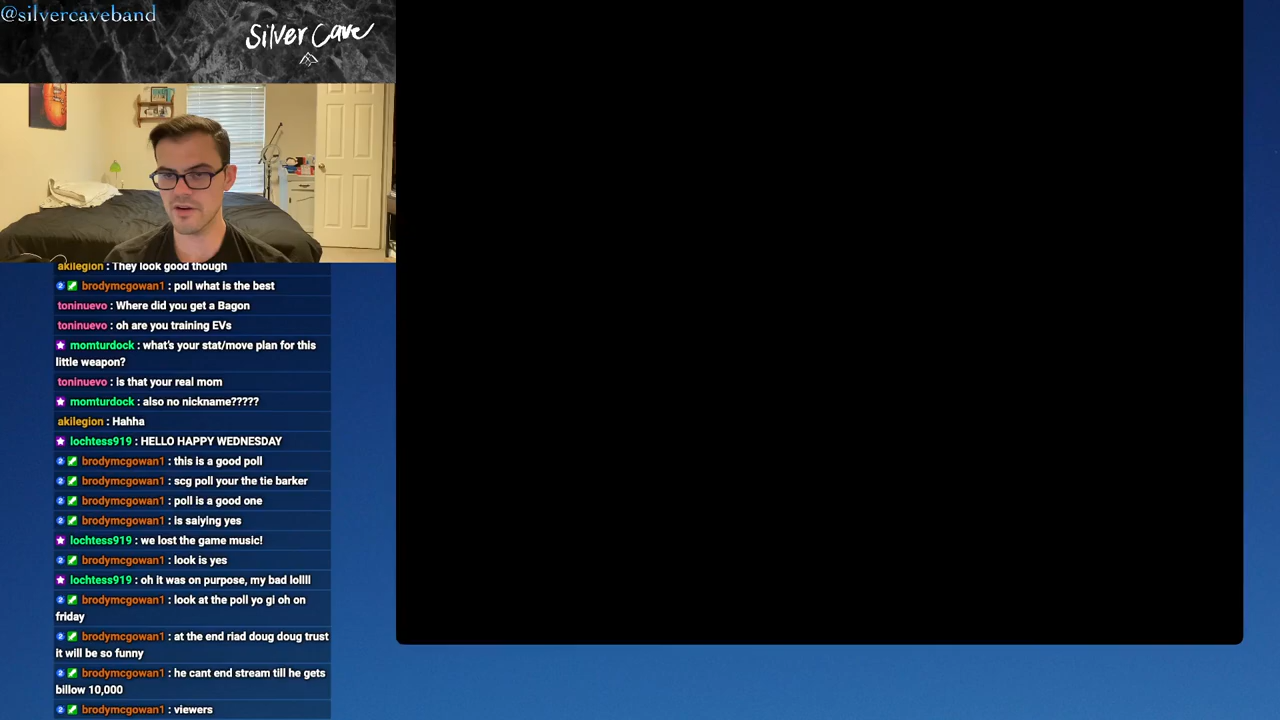 @silvercaveband
Silver Cave
akilegion : They look good though
brodymcgowan1 : poll what is the best
toninuevo : Where did you get a Bagon
toninuevo : oh are you training EVs
momturdock : what's your stat/move plan for this
little weapon?
toninuevo : is that your real mom
momturdock : also no nickname?????
akilegion : Hahha
lochtess919 : HELLO HAPPY WEDNESDAY
brodymcgowan1 : this is a good poll
brodymcgowan1 : scg poll your the tie barker
brodymcgowan1 : poll is a good one
brodymcgowan1 : is saiying yes
lochtess919 : we lost the game music!
brodymcgowan1 : look is yes
lochtess919 : oh it was on purpose, my bad lollll
brodymcgowan1 : look at the poll yo gi oh on
friday
brodymcgowan1 : at the end riad doug doug trust
it will be so funny
brodymcgowan1 : he cant end stream till he gets
billow 10,000
brodymcgowan1 : viewers